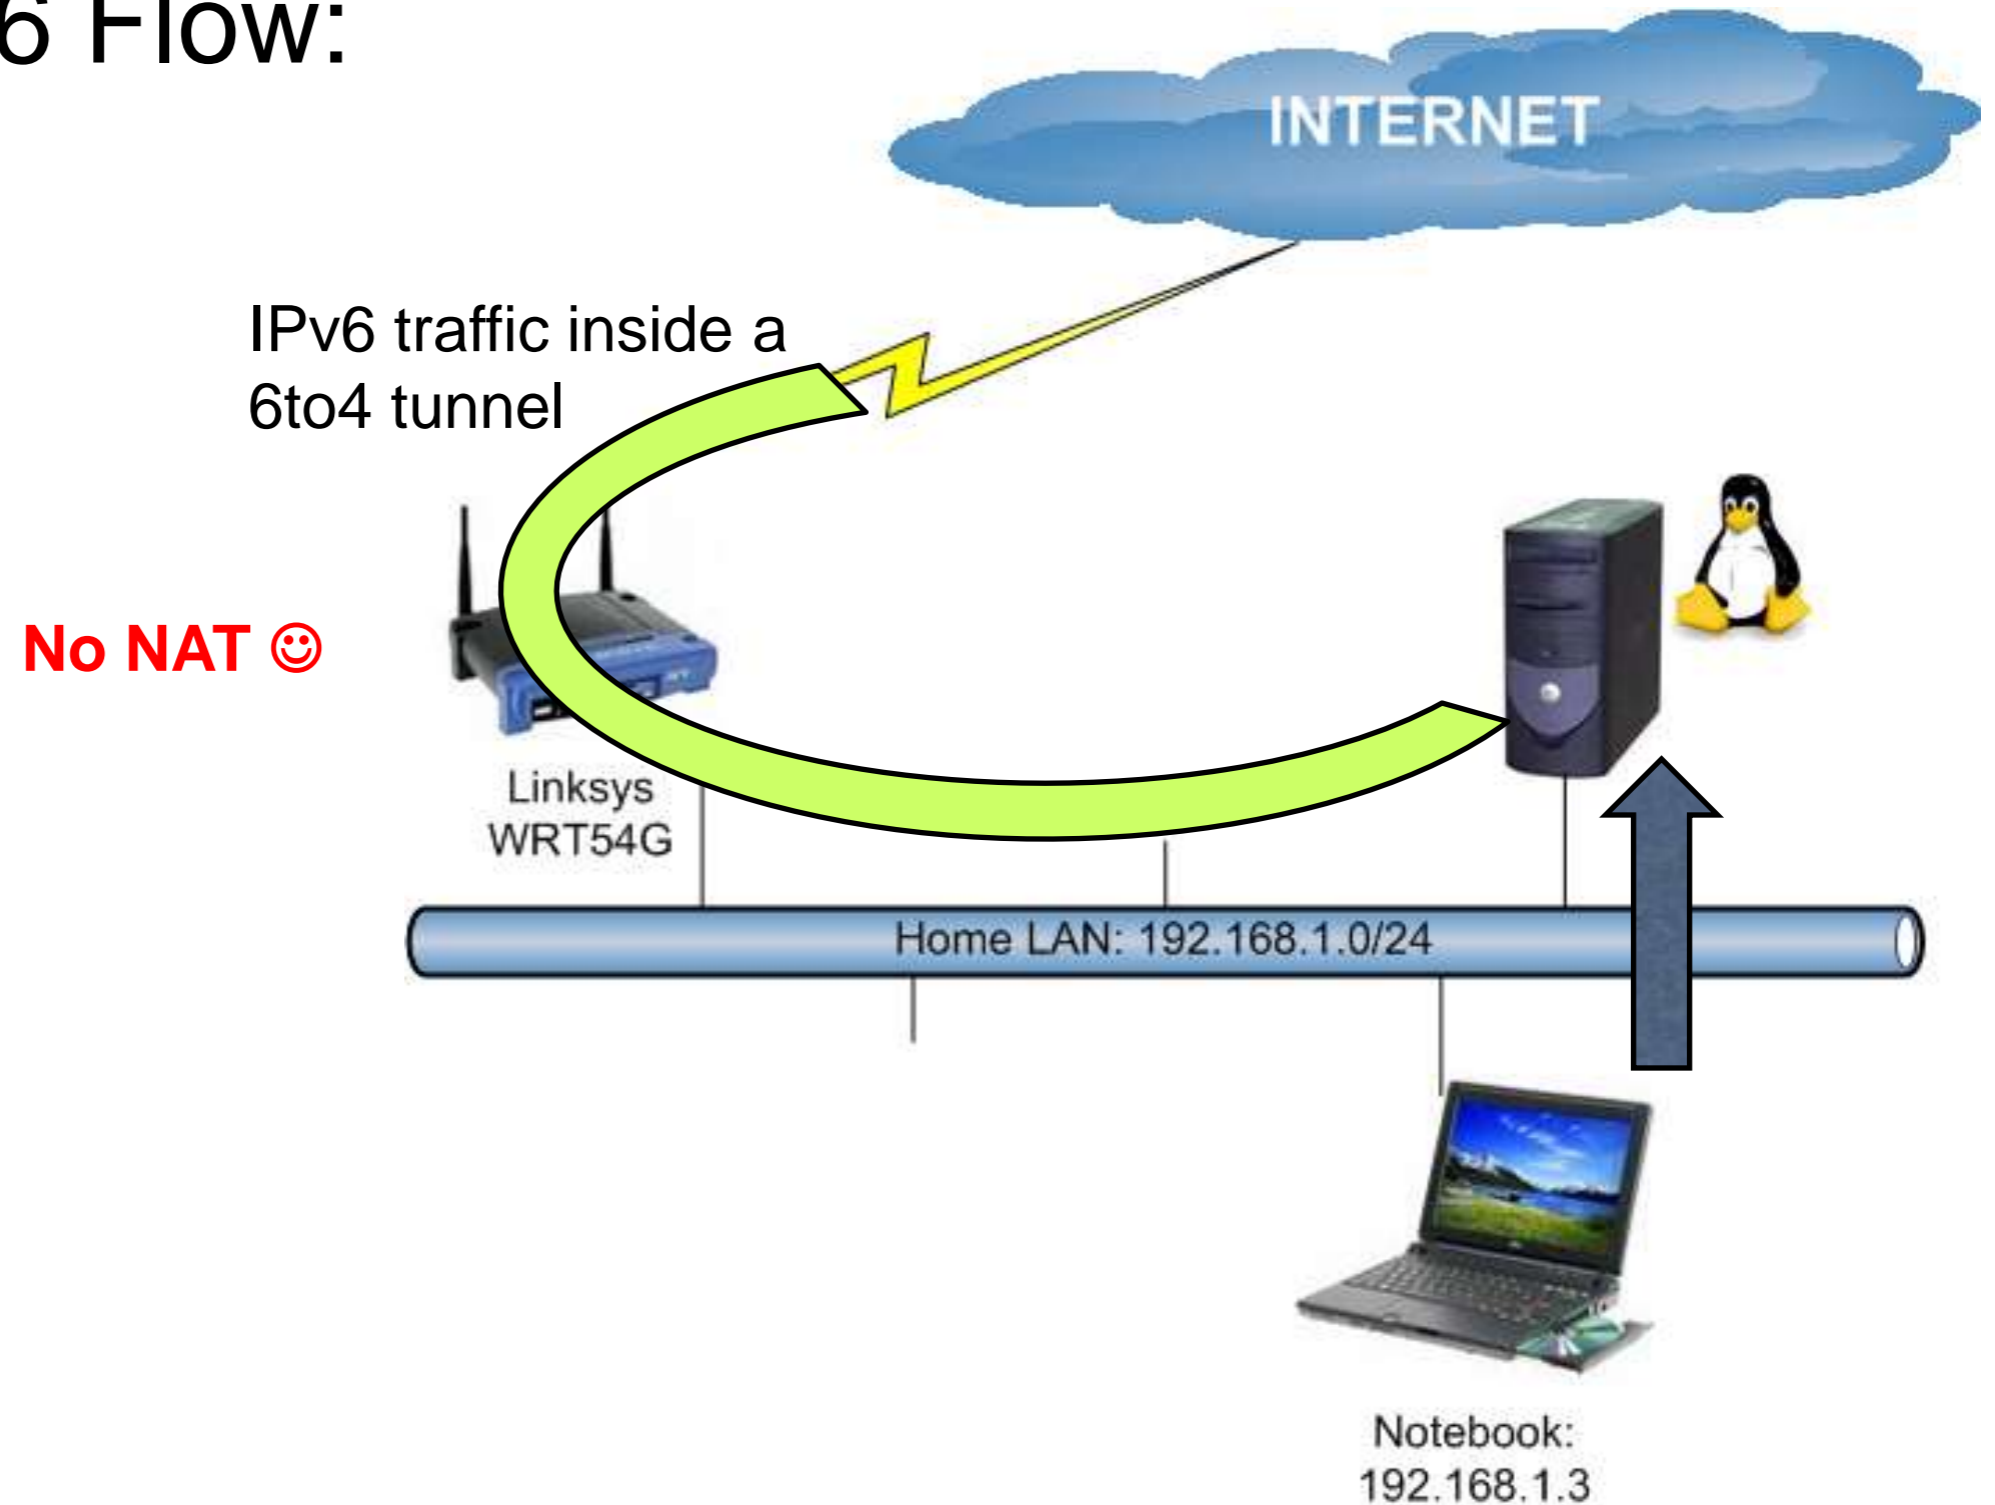 6 Flow:
INTERNET
IPv6 traffic inside a
6to4 tunnel
No NAT ☺
Linksys
WRT54G
Home LAN: 192.168.1.0/24
Notebook:
192.168.1.3